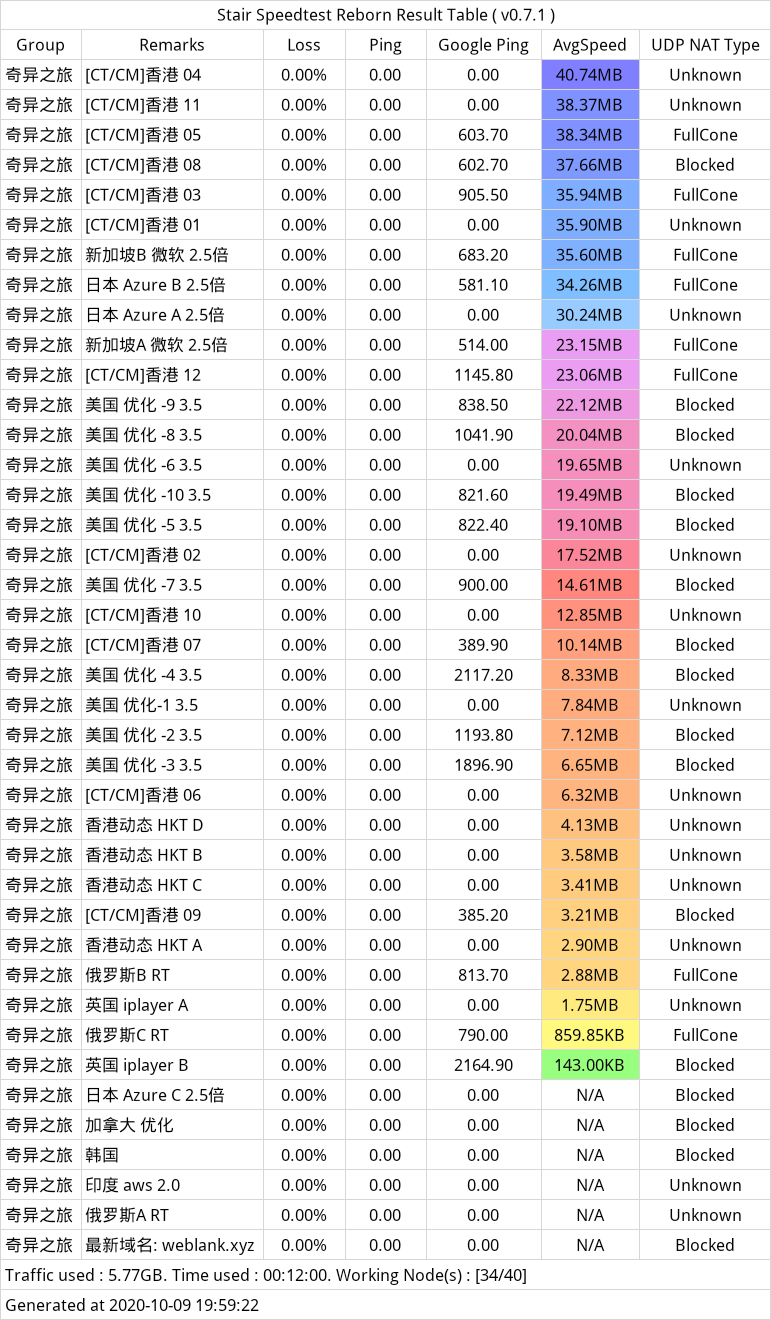 Stair Speedtest Reborn Result Table ( v0.7.1 )
Group Remarks Loss Ping Google Ping AvgSpeed UDP NAT Type
奇异之旅 [CT/CM]香港 04 0.00% 0.00 0.00 40.74MB Unknown
奇异之旅 [CT/CM]香港 11 0.00% 0.00 0.00 38.37MB Unknown
奇异之旅 [CT/CM]香港 05 0.00% 0.00 603.70 38.34MB FullCone
奇异之旅 [CT/CM]香港 08 0.00% 0.00 602.70 37.66MB Blocked
奇异之旅 [CT/CM]香港 03 0.00% 0.00 905.50 35.94MB FullCone
奇异之旅 [CT/CM]香港 01 0.00% 0.00 0.00 35.90MB Unknown
奇异之旅 新加坡B 微软 2.5倍 0.00% 0.00 683.20 35.60MB FullCone
奇异之旅 日本 Azure B 2.5倍 0.00% 0.00 581.10 34.26MB FullCone
奇异之旅 日本 Azure A 2.5倍 0.00% 0.00 0.00 30.24MB Unknown
奇异之旅 新加坡A 微软 2.5倍 0.00% 0.00 514.00 23.15MB FullCone
奇异之旅 [CT/CM]香港 12 0.00% 0.00 1145.80 23.06MB FullCone
奇异之旅 美国 优化 -9 3.5 0.00% 0.00 838.50 22.12MB Blocked
奇异之旅 美国 优化 -8 3.5 0.00% 0.00 1041.90 20.04MB Blocked
奇异之旅 美国 优化 -6 3.5 0.00% 0.00 0.00 19.65MB Unknown
奇异之旅 美国 优化 -10 3.5 0.00% 0.00 821.60 19.49MB Blocked
奇异之旅 美国 优化 -5 3.5 0.00% 0.00 822.40 19.10MB Blocked
奇异之旅 [CT/CM]香港 02 0.00% 0.00 0.00 17.52MB Unknown
奇异之旅 美国 优化 -7 3.5 0.00% 0.00 900.00 14.61MB Blocked
奇异之旅 [CT/CM]香港 10 0.00% 0.00 0.00 12.85MB Unknown
奇异之旅 [CT/CM]香港 07 0.00% 0.00 389.90 10.14MB Blocked
奇异之旅 美国 优化 -4 3.5 0.00% 0.00 2117.20 8.33MB Blocked
奇异之旅 美国 优化-1 3.5 0.00% 0.00 0.00 7.84MB Unknown
奇异之旅 美国 优化 -2 3.5 0.00% 0.00 1193.80 7.12MB Blocked
奇异之旅 美国 优化 -3 3.5 0.00% 0.00 1896.90 6.65MB Blocked
奇异之旅 [CT/CM]香港 06 0.00% 0.00 0.00 6.32MB Unknown
奇异之旅 香港动态 HKT D 0.00% 0.00 0.00 4.13MB Unknown
奇异之旅 香港动态 HKT B 0.00% 0.00 0.00 3.58MB Unknown
奇异之旅 香港动态 HKT C 0.00% 0.00 0.00 3.41MB Unknown
奇异之旅 [CT/CM]香港 09 0.00% 0.00 385.20 3.21MB Blocked
奇异之旅 香港动态 HKT A 0.00% 0.00 0.00 2.90MB Unknown
奇异之旅 俄罗斯B RT 0.00% 0.00 813.70 2.88MB FullCone
奇异之旅 英国 iplayer A 0.00% 0.00 0.00 1.75MB Unknown
奇异之旅 俄罗斯C RT 0.00% 0.00 790.00 859.85KB FullCone
奇异之旅 英国 iplayer B 0.00% 0.00 2164.90 143.00KB Blocked
奇异之旅 日本 Azure C 2.5倍 0.00% 0.00 0.00 N/A Blocked
奇异之旅 加拿大 优化 0.00% 0.00 0.00 N/A Blocked
奇异之旅 韩国 0.00% 0.00 0.00 N/A Blocked
奇异之旅 印度 aws 2.0 0.00% 0.00 0.00 N/A Unknown
奇异之旅 俄罗斯A RT 0.00% 0.00 0.00 N/A Unknown
奇异之旅 最新域名: weblank.xyz 0.00% 0.00 0.00 N/A Blocked
Traffic used : 5.77GB. Time used : 00:12:00. Working Node(s) : [34/40]
Generated at 2020-10-09 19:59:22